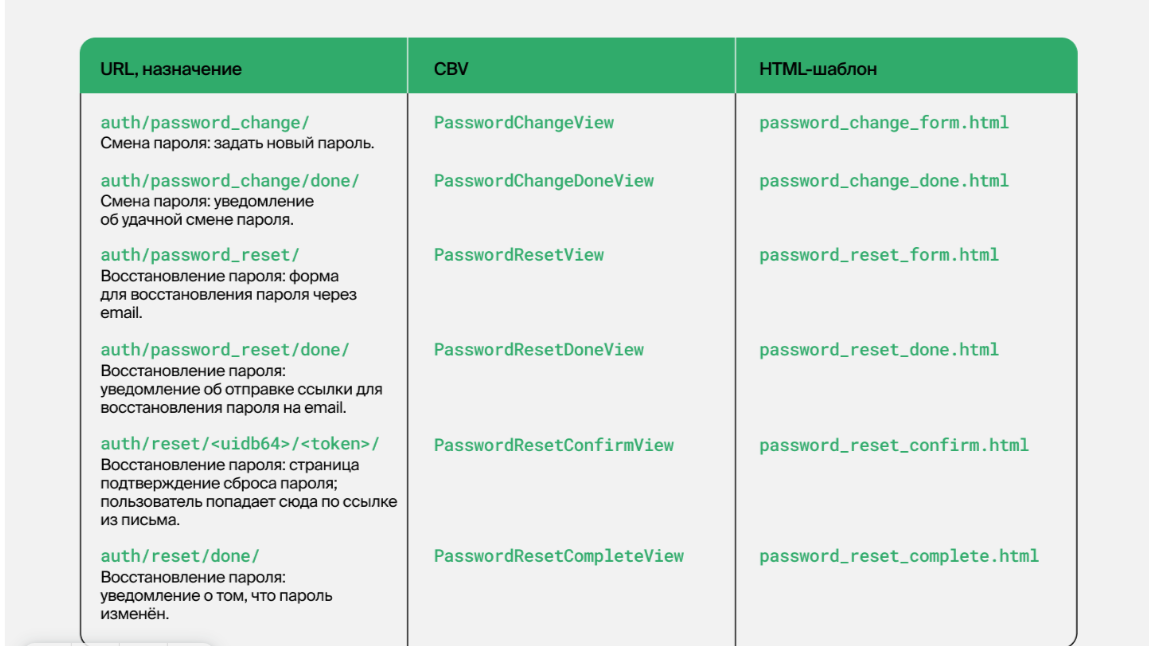 URL, назначение
CBV
HTML-шаблон
auth/password_change/
Смена пароля: задать новый пароль.
PasswordChangeView
password_change_form.html
auth/password_change/done/
Смена пароля: уведомление
об удачной смене пароля.
PasswordChangeDoneView
password_change_done.html
auth/password_reset/
Восстановление пароля: форма
для восстановления пароля через
email.
PasswordResetView
password_reset_form.html
auth/password_reset/done/
Восстановление пароля:
уведомление об отправке ссылки для
восстановления пароля на email.
PasswordResetDoneView
password_reset_done.html
auth/reset/<uidb64>/<token>/
Восстановление пароля: страница
подтверждение сброса пароля;
пользователь попадает сюда по ссылке
из письма.
PasswordResetConfirmView
password_reset_confirm.html
auth/reset/done/
Восстановление пароля:
уведомление о том, что пароль
изменён.
PasswordResetCompleteView
password_reset_complete.html